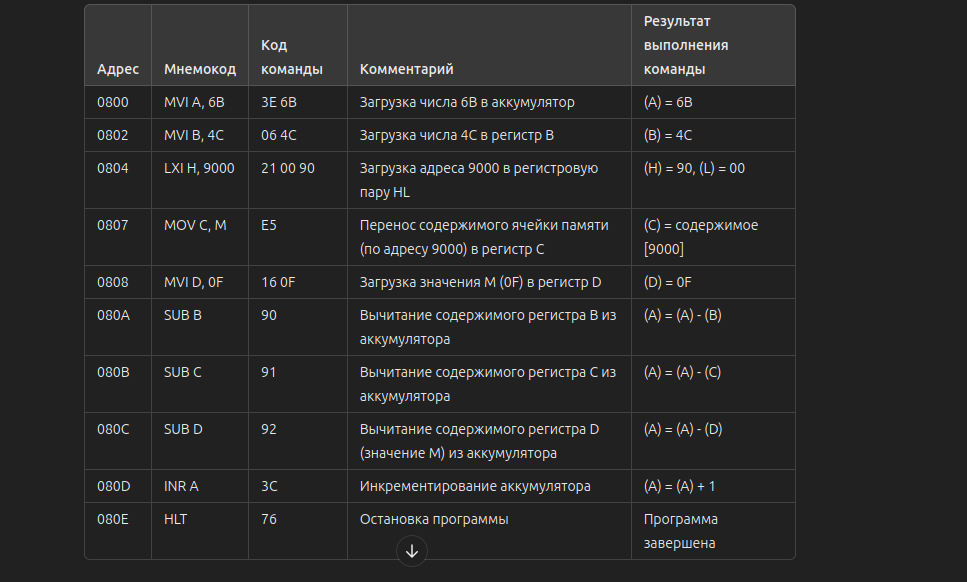 Адрес Мнемокод Код команды Комментарий Результат выполнения команды
0800 MVI A, 6B 3E 6B Загрузка числа 6B в аккумулятор (A) = 6B
0802 MVI B, 4C 06 4C Загрузка числа 4C в регистр B (B) = 4C
0804 LXI H, 9000 21 00 90 Загрузка адреса 9000 в регистровую пару HL (H) = 90, (L) = 00
0807 MOV C, M E5 Перенос содержимого ячейки памяти (по адресу 9000) в регистр C (C) = содержимое [9000]
0808 MVI D, 0F 16 0F Загрузка значения M (0F) в регистр D (D) = 0F
080A SUB B 90 Вычитание содержимого регистра B из аккумулятора (A) = (A) - (B)
080B SUB C 91 Вычитание содержимого регистра C из аккумулятора (A) = (A) - (C)
080C SUB D 92 Вычитание содержимого регистра D (значение M) из аккумулятора (A) = (A) - (D)
080D INR A 3C Инкрементирование аккумулятора (A) = (A) + 1
080E HLT 76 Остановка программы Программа завершена